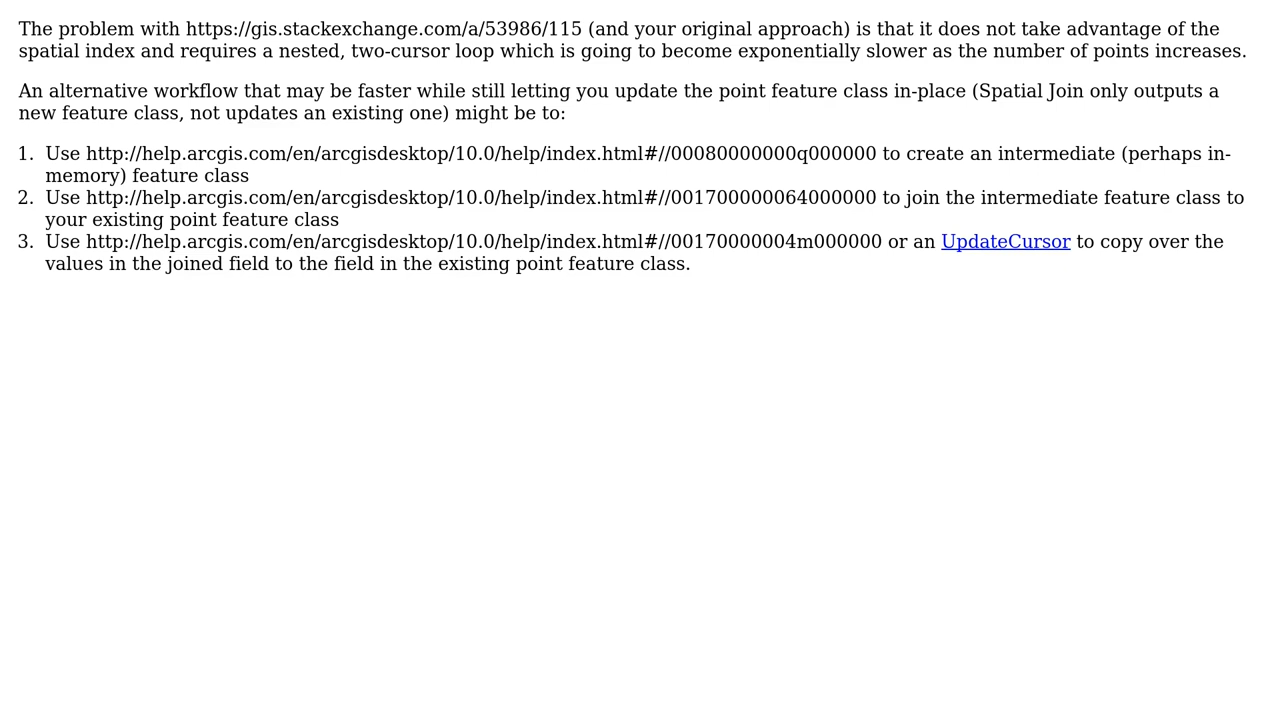 The problem with https://gis.stackexchange.com/a/53986/115 (and your original approach) is that it does not take advantage of the
spatial index and requires a nested, two-cursor loop which is going to become exponentially slower as the number of points increases.
An alternative workflow that may be faster while still letting you update the point feature class in-place (Spatial Join only outputs a
new feature class, not updates an existing one) might be to:
1. Use http://help.arcgis.com/en/arcgisdesktop/10.0/help/index.html#//00080000000q000000 to create an intermediate (perhaps in-
memory) feature class
2. Use http://help.arcgis.com/en/arcgisdesktop/10.0/help/index.html#//001700000064000000 to join the intermediate feature class to
your existing point feature class
3. Use http://help.arcgis.com/en/arcgisdesktop/10.0/help/index.html#//00170000004m000000 or an UpdateCursor to copy over the
values in the joined field to the field in the existing point feature class.